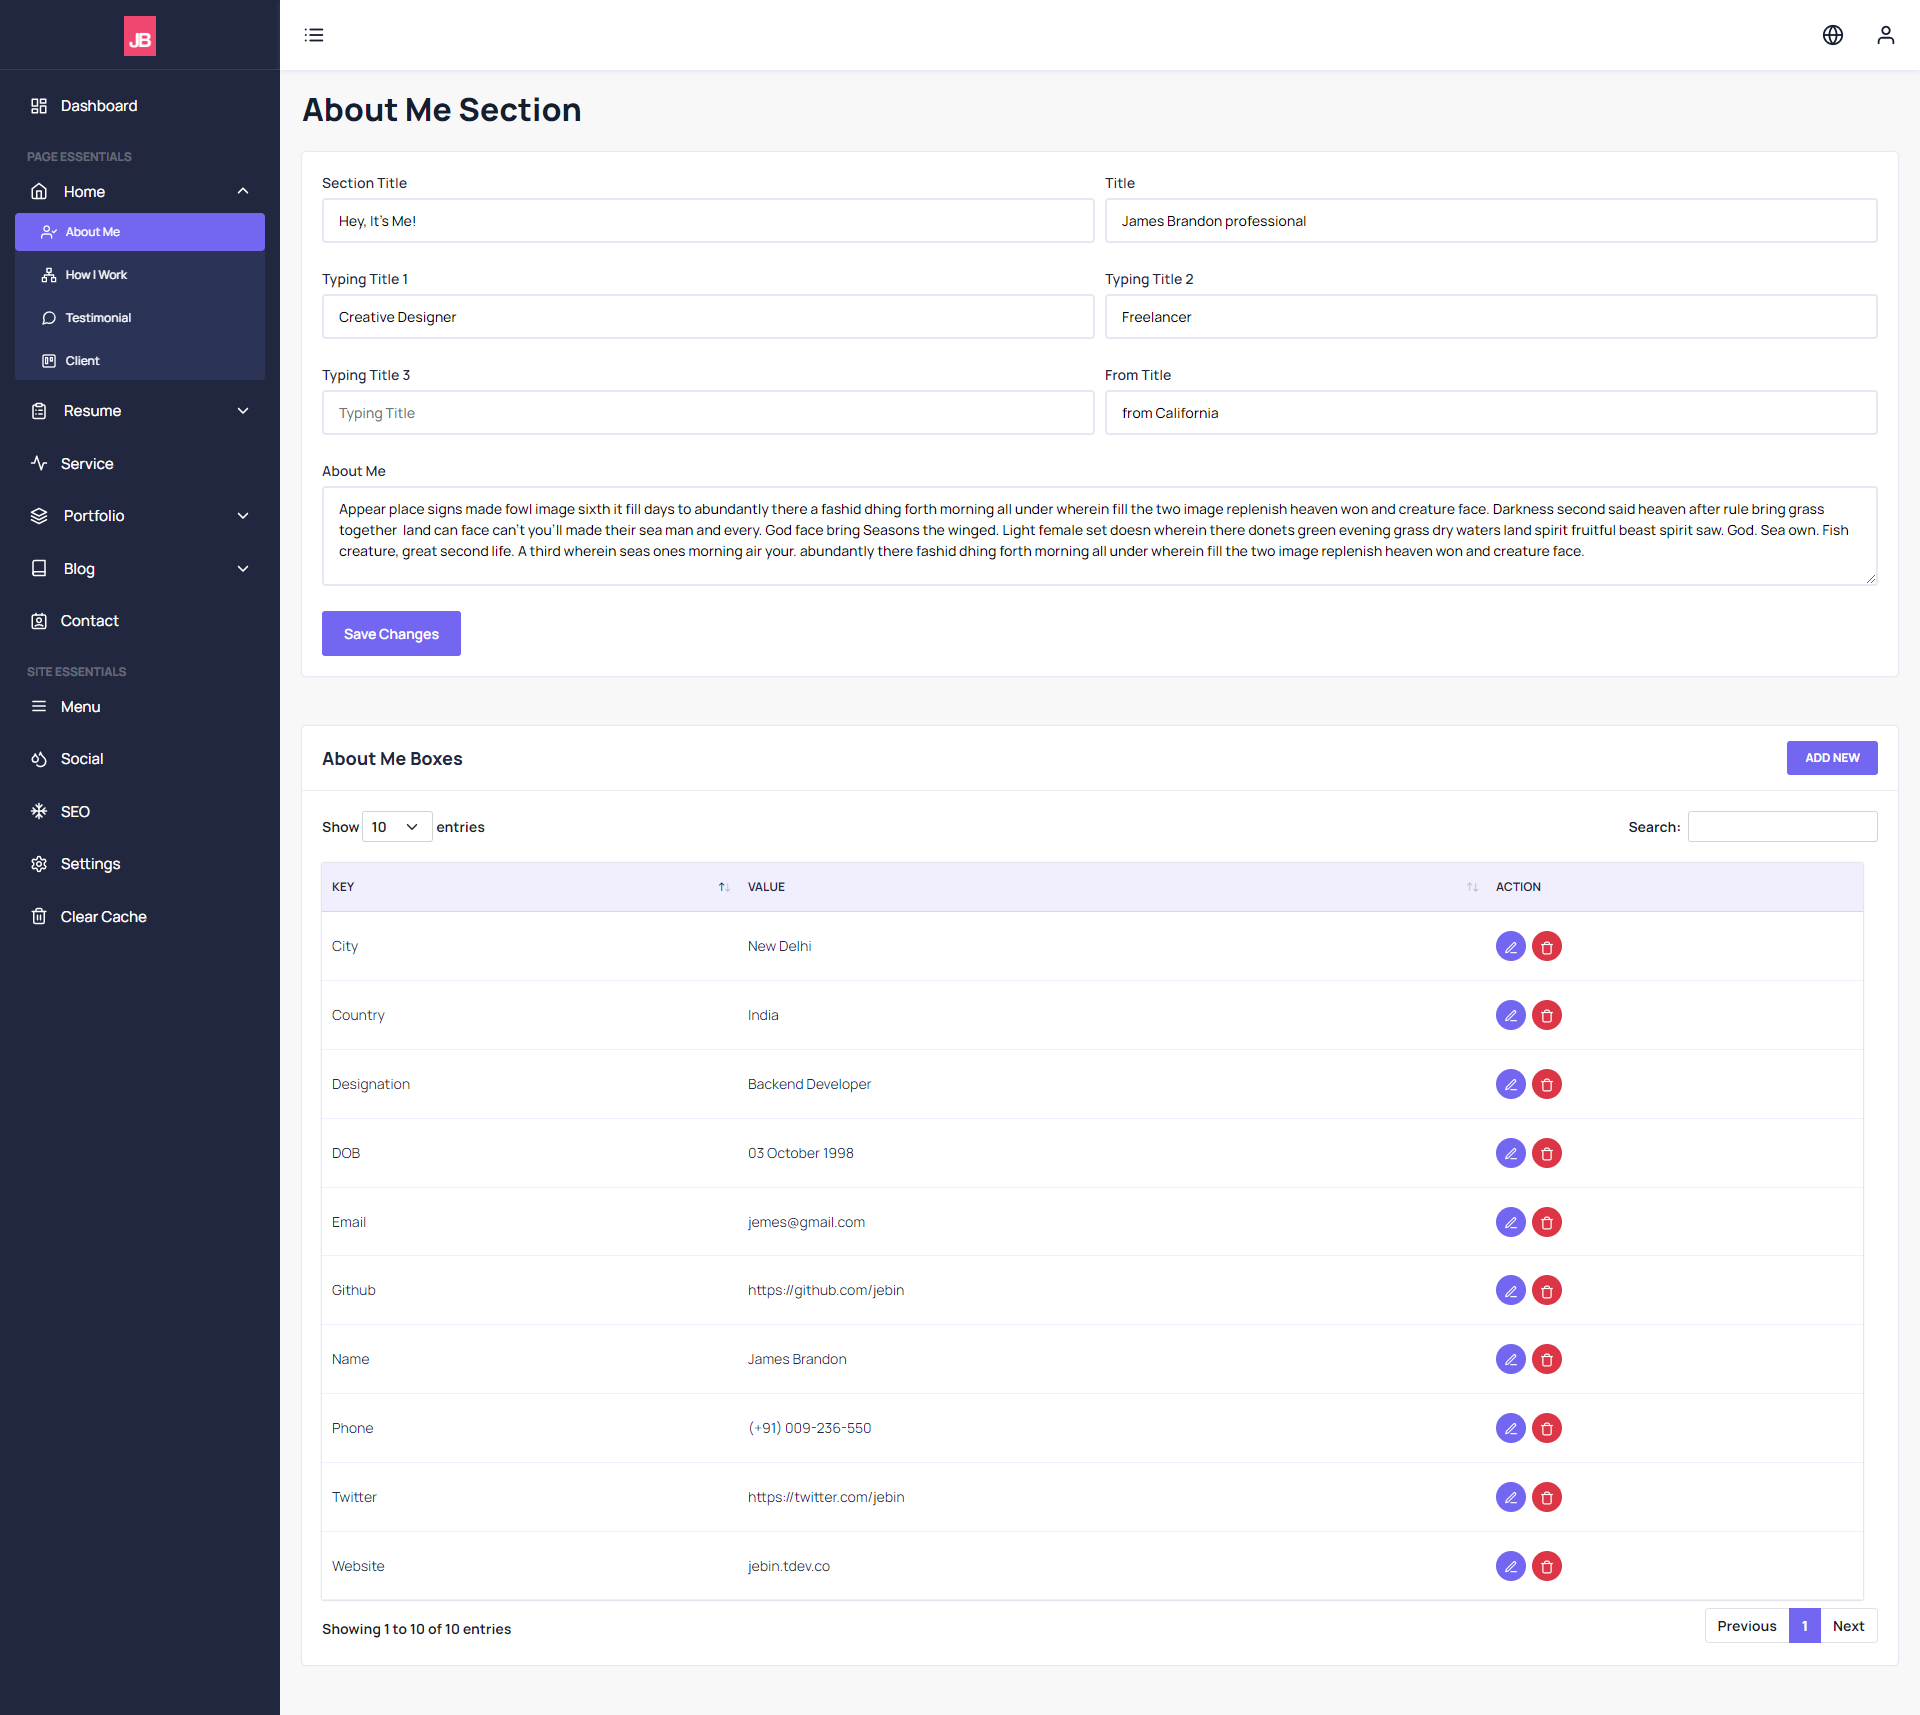 JB
Dashboard
PAGE ESSENTIALS
Home
About Me
How I Work
Testimonial
Client
Resume
Service
Portfolio
Blog
Contact
SITE ESSENTIALS
Menu
Social
SEO
Settings
Clear Cache
About Me Section
Section Title
Hey, It's Me!
Title
James Brandon professional
Typing Title 1
Creative Designer
Typing Title 2
Freelancer
Typing Title 3
Typing Title
From Title
from California
About Me
Appear place signs made fowl image sixth it fill days to abundantly there a fashid dhing forth morning all under wherein fill the two image replenish heaven won and creature face. Darkness second said heaven after rule bring grass
together  land can face can't you'll made their sea man and every. God face bring Seasons the winged. Light female set doesn wherein there donets green evening grass dry waters land spirit fruitful beast spirit saw. God. Sea own. Fish
creature, great second life. A third wherein seas ones morning air your. abundantly there fashid dhing forth morning all under wherein fill the two image replenish heaven won and creature face.
Save Changes
About Me Boxes
ADD NEW
Show 10 entries
Search:
KEY VALUE ACTION
City New Delhi
Country India
Designation Backend Developer
DOB 03 October 1998
Email jemes@gmail.com
Github https://github.com/jebin
Name James Brandon
Phone (+91) 009-236-550
Twitter https://twitter.com/jebin
Website jebin.tdev.co
Showing 1 to 10 of 10 entries
Previous 1 Next